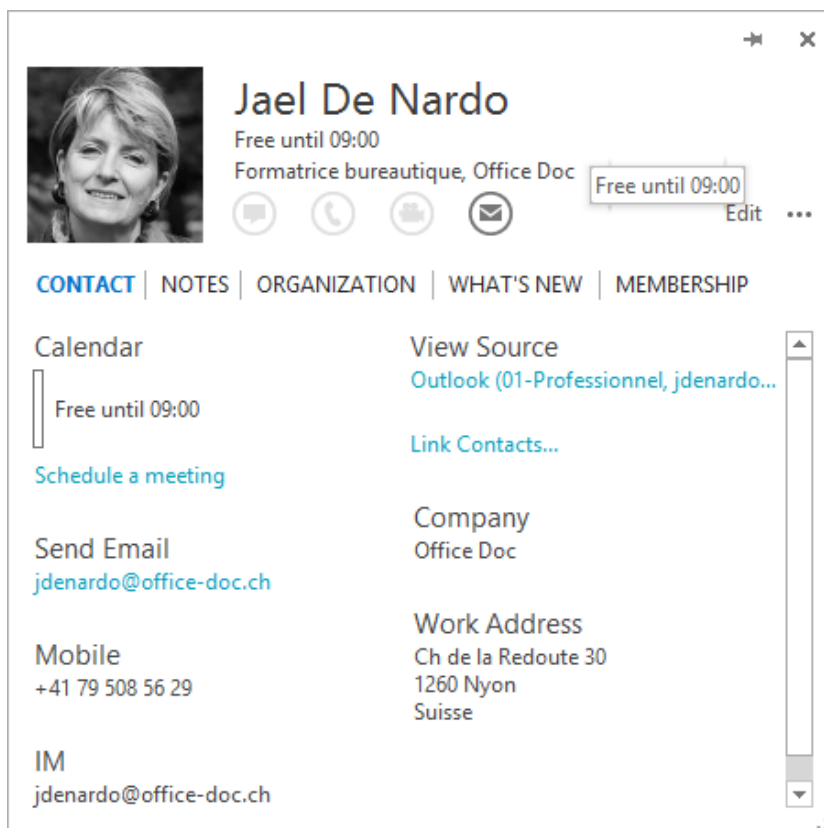 Jael De Nardo
Free until 09:00
Formatrice bureautique, Office Doc
Free until 09:00
Edit
CONTACT NOTES ORGANIZATION WHAT'S NEW MEMBERSHIP
Calendar
Free until 09:00
Schedule a meeting
Send Email
jdenardo@office-doc.ch
Mobile
+41 79 508 56 29
IM
jdenardo@office-doc.ch
View Source
Outlook (01-Professionnel, jdenardo...
Link Contacts...
Company
Office Doc
Work Address
Ch de la Redoute 30
1260 Nyon
Suisse